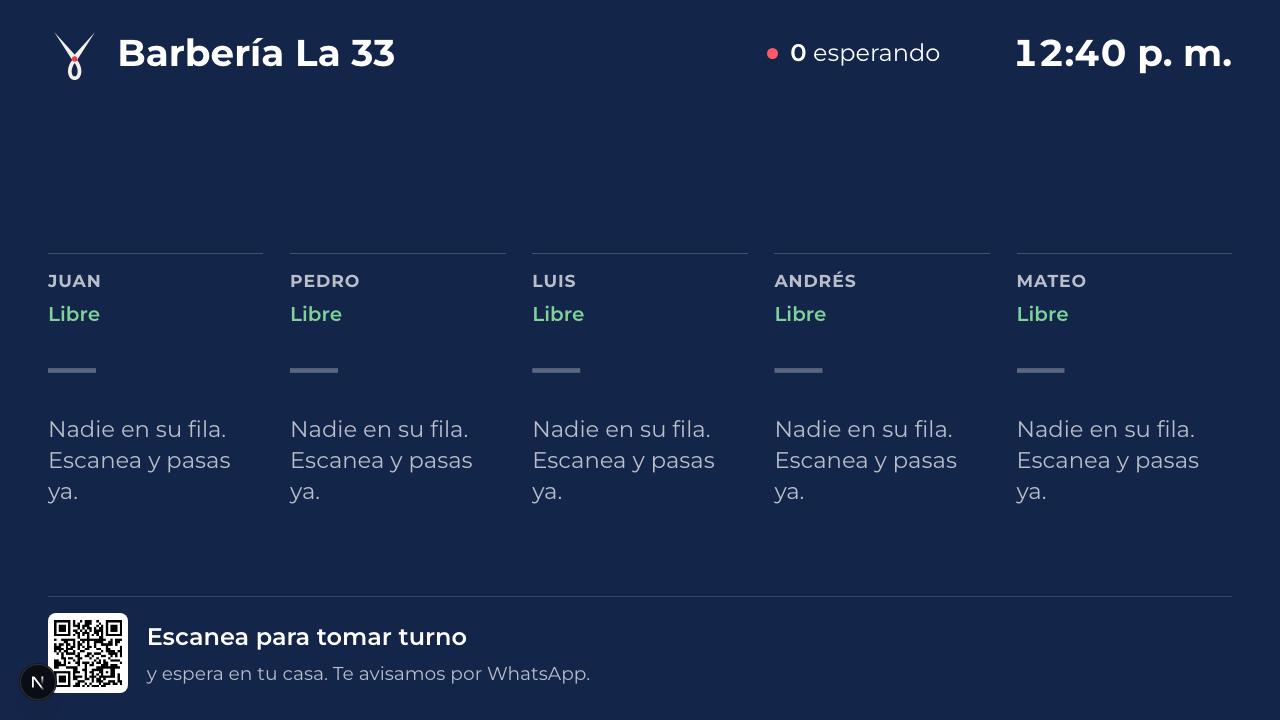 Barbería La 33
0 esperando
12:40 p. m.
JUAN
Libre
Nadie en su fila.
Escanea y pasas
ya.
PEDRO
Libre
Nadie en su fila.
Escanea y pasas
ya.
LUIS
Libre
Nadie en su fila.
Escanea y pasas
ya.
ANDRÉS
Libre
Nadie en su fila.
Escanea y pasas
ya.
MATEO
Libre
Nadie en su fila.
Escanea y pasas
ya.
Escanea para tomar turno
y espera en tu casa. Te avisamos por WhatsApp.
N